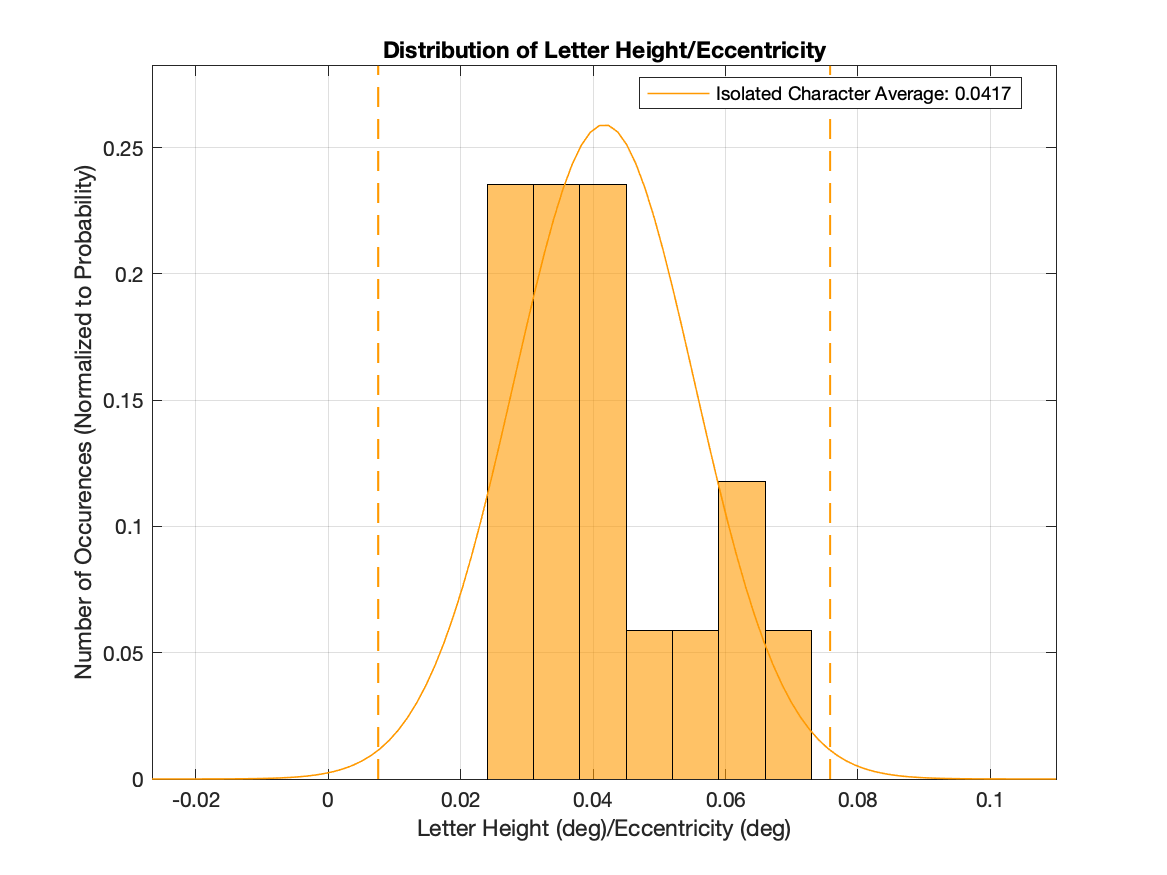 Distribution of Letter Height/Eccentricity
Isolated Character Average: 0.0417
Number of Occurences (Normalized to Probability)
0.25
0.2
0.15
0.1
0.05
0
-0.02 0 0.02 0.04 0.06 0.08 0.1
Letter Height (deg)/Eccentricity (deg)